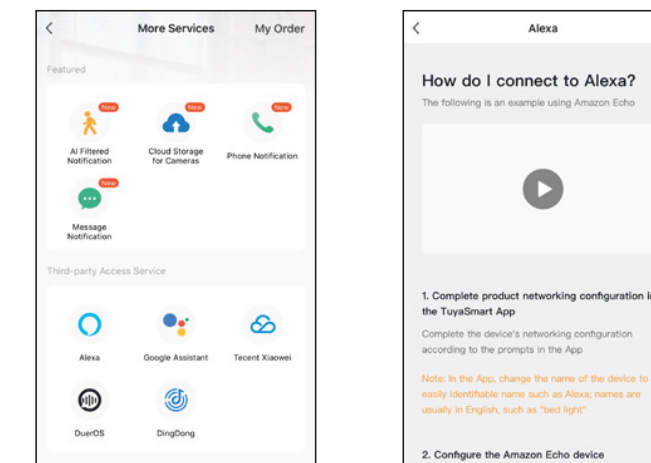 More Services
My Order
Featured
New
New
New
AI Filtered
Notification
Cloud Storage
for Cameras
Phone Notification
New
Message
Notification
Third-party Access Service
Alexa
Google Assistant
Tecent Xiaowei
DuerOS
DingDong
Alexa
How do I connect to Alexa?
The following is an example using Amazon Echo
1. Complete product networking configuration
the TuyaSmart App
Complete the device's networking configuration
according to the prompts in the App
Note: In the App, change the name of the device to
easily identifiable name such as Alexa; names are
usually in English, such as "bed light"
2. Configure the Amazon Echo device